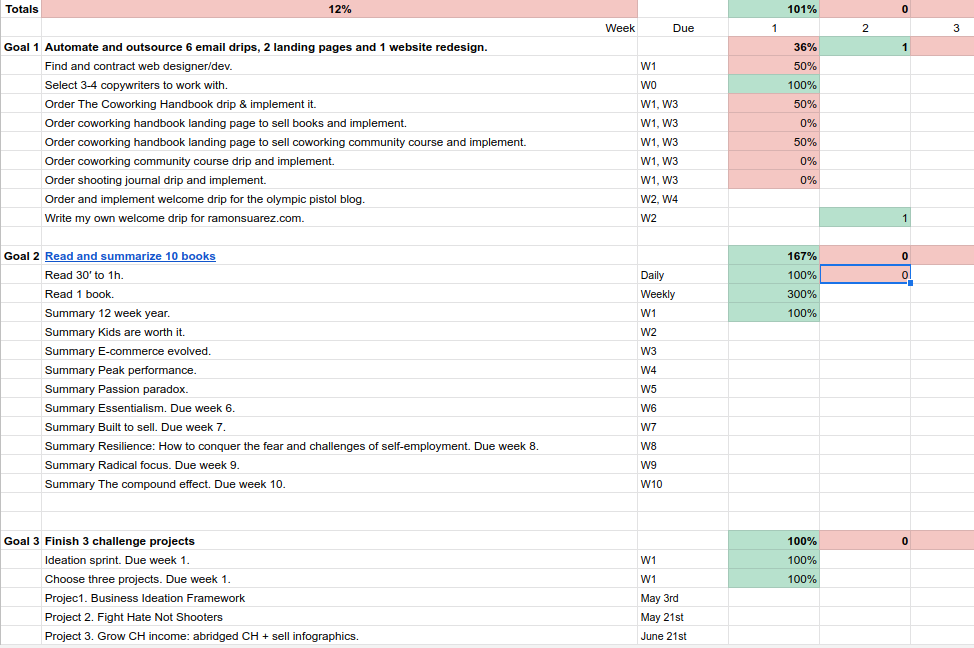 Totals 12% 101% 0
Week Due 1 2 3
Goal 1 Automate and outsource 6 email drips, 2 landing pages and 1 website redesign. 36% 1
Find and contract web designer/dev. W1 50%
Select 3-4 copywriters to work with. W0 100%
Order The Coworking Handbook drip & implement it. W1, W3 50%
Order coworking handbook landing page to sell books and implement. W1, W3 0%
Order coworking handbook landing page to sell coworking community course and implement. W1, W3 50%
Order coworking community course drip and implement. W1, W3 0%
Order shooting journal drip and implement. W1, W3 0%
Order and implement welcome drip for the olympic pistol blog. W2, W4
Write my own welcome drip for ramonsuarez.com. W2 1
Goal 2 Read and summarize 10 books 167% 0
Read 30' to 1h. Daily 100% 0
Read 1 book. Weekly 300%
Summary 12 week year. W1 100%
Summary Kids are worth it. W2
Summary E-commerce evolved. W3
Summary Peak performance. W4
Summary Passion paradox. W5
Summary Essentialism. Due week 6. W6
Summary Built to sell. Due week 7. W7
Summary Resilience: How to conquer the fear and challenges of self-employment. Due week 8. W8
Summary Radical focus. Due week 9. W9
Summary The compound effect. Due week 10. W10
Goal 3 Finish 3 challenge projects 100% 0
Ideation sprint. Due week 1. W1 100%
Choose three projects. Due week 1. W1 100%
Projec1. Business Ideation Framework May 3rd
Project 2. Fight Hate Not Shooters May 21st
Project 3. Grow CH income: abridged CH + sell infographics. June 21st